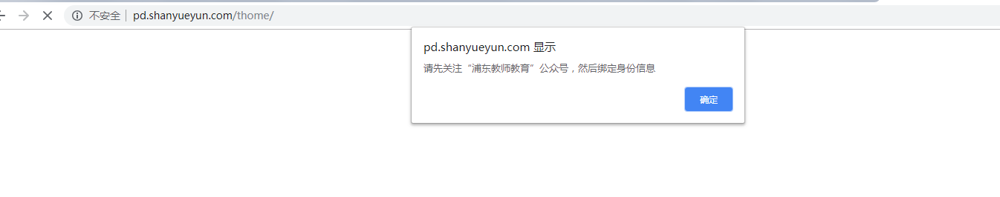 不安全 | pd.shanyueyun.com/thome/
pd.shanyueyun.com 显示
请先关注“浦东教师教育”公众号，然后绑定身份信息
确定